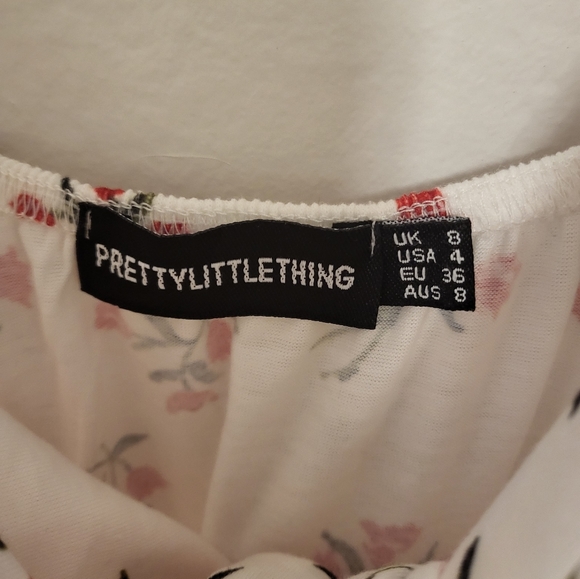 PRETTYLITTLETHING
UK 8
USA 4
EU 36
AUS 8